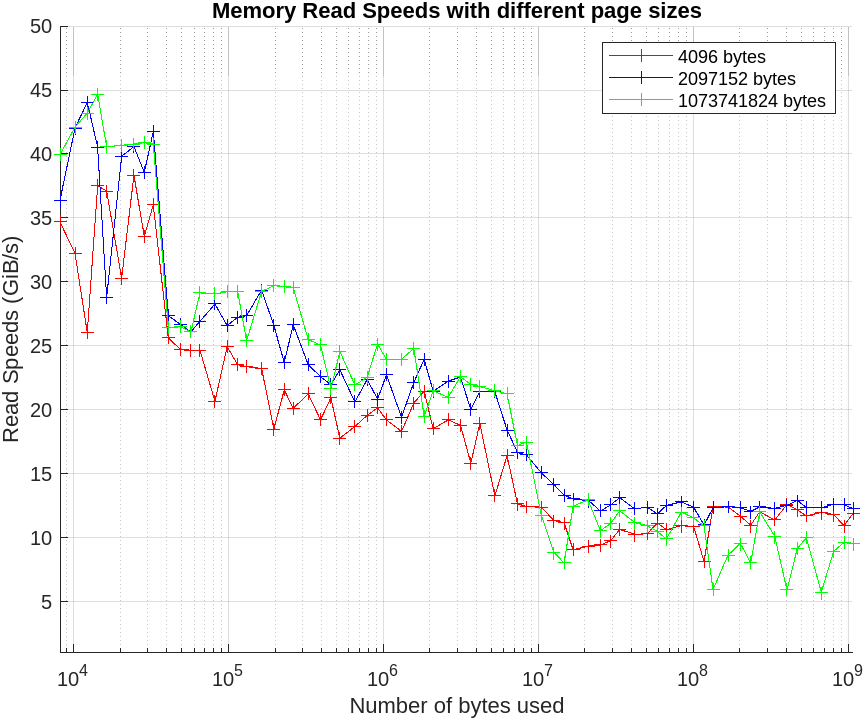 Memory Read Speeds with different page sizes
50
45
40
35
30
25
20
15
10
5
Read Speeds (GiB/s)
4096 bytes
2097152 bytes
1073741824 bytes
10^4 10^5 10^6 10^7 10^8 10^9
Number of bytes used